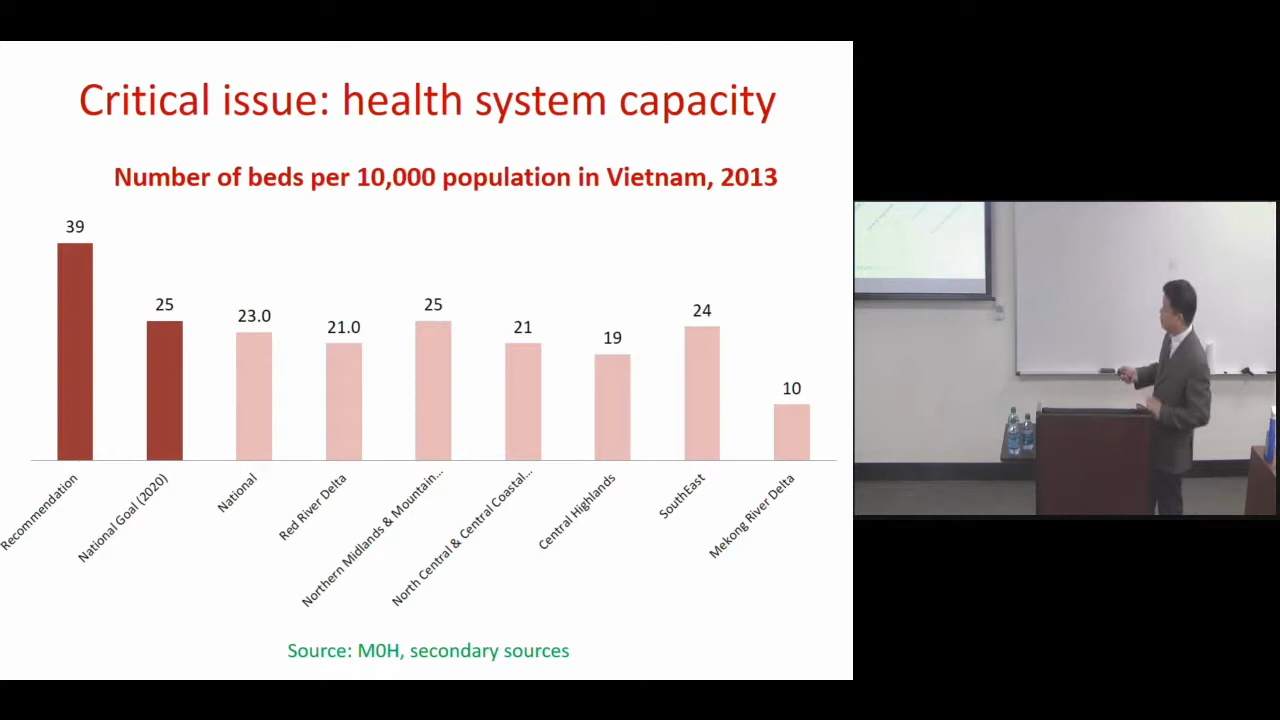 Critical issue: health system capacity
Number of beds per 10,000 population in Vietnam, 2013
39
25
23.0
21.0
25
21
19
24
10
Recommendation
National Goal (2020)
National
Red River Delta
Northern Midlands & Mountain...
North Central & Central Coastal...
Central Highlands
SouthEast
Mekong River Delta
Source: M0H, secondary sources